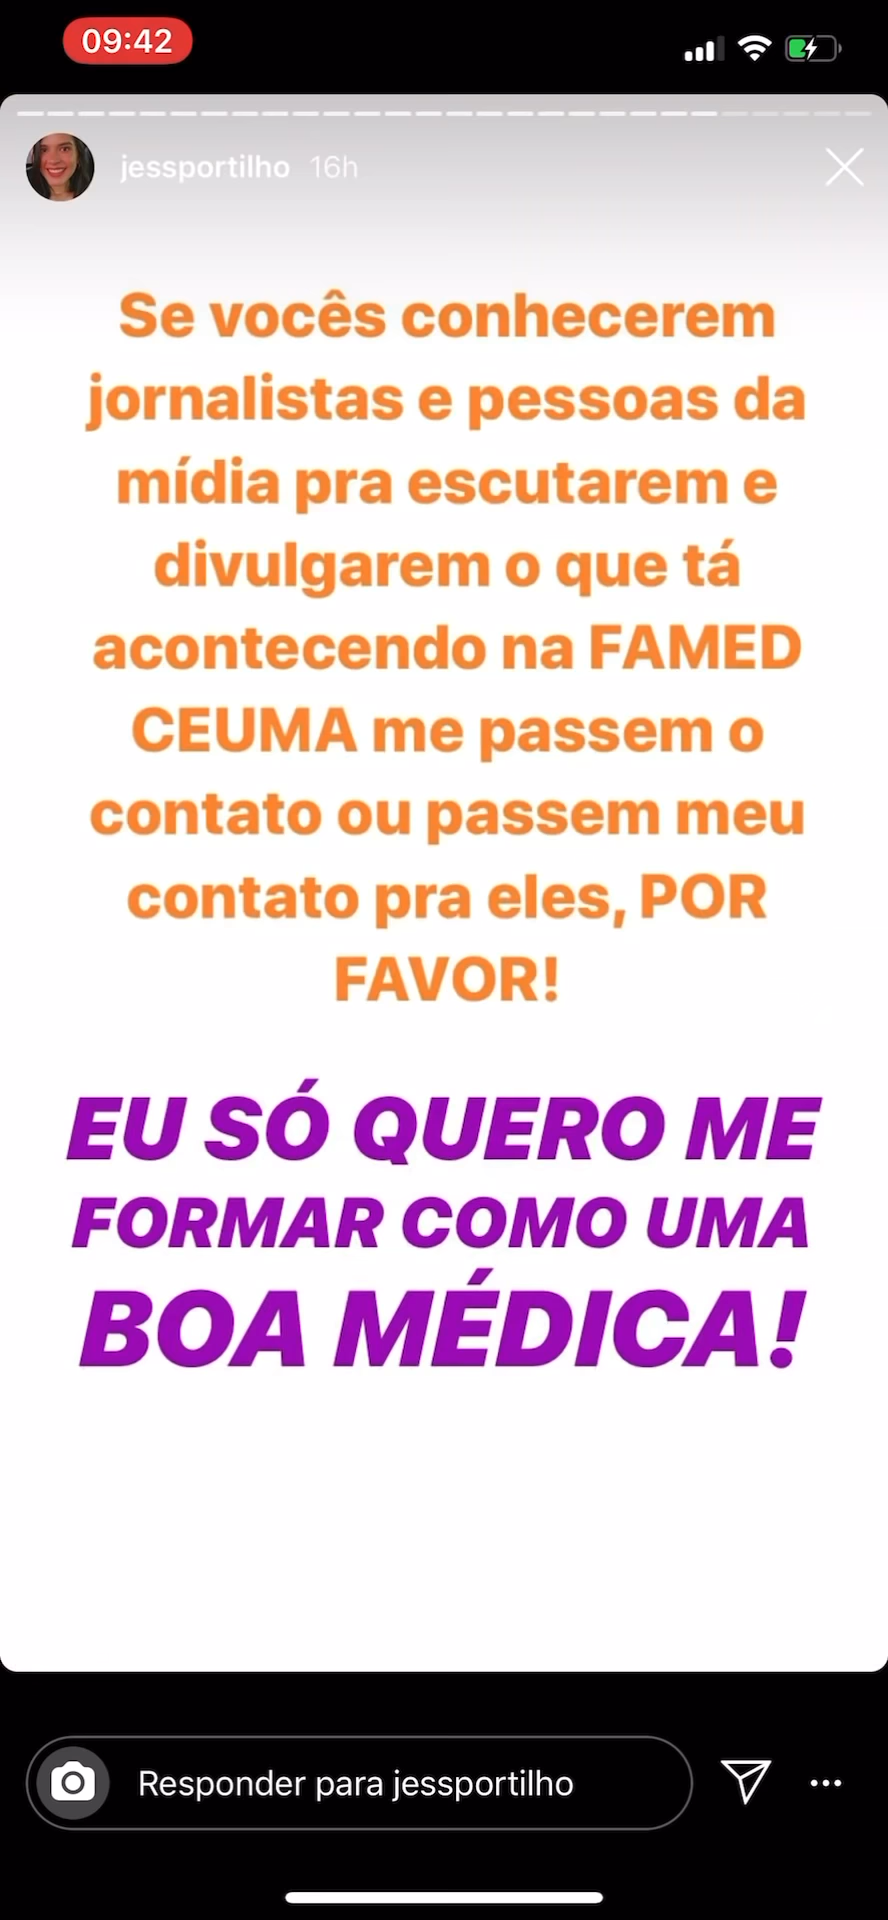 09:42
jessportilho 16h
Se vocês conhecerem
jornalistas e pessoas da
mídia pra escutarem e
divulgarem o que tá
acontecendo na FAMED
CEUMA me passem o
contato ou passem meu
contato pra eles, POR
FAVOR!
EU SÓ QUERO ME
FORMAR COMO UMA
BOA MÉDICA!
Responder para jessportilho